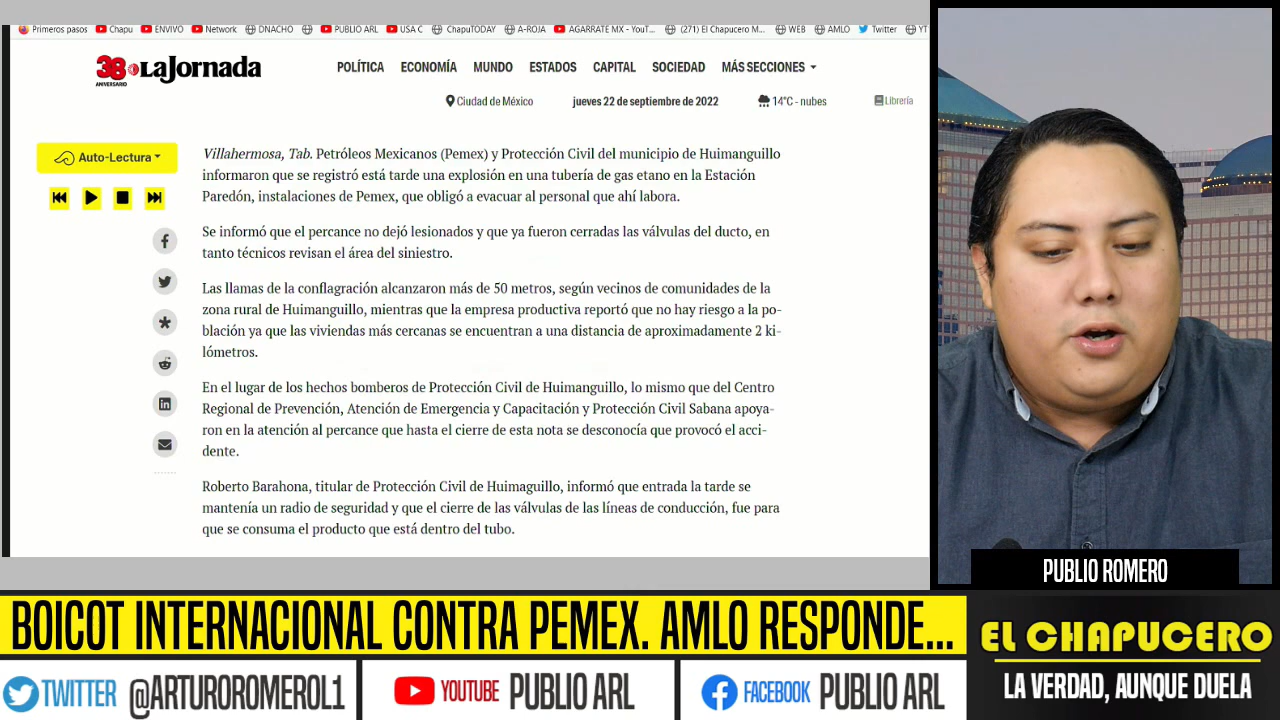 Primeros pasos Chapu ENVIVO Network DNACHO PUBLIO ARL USA C ChapuTODAY A-ROJA AGARRATE MX - YouT... (271) El Chapucero M... WEB AMLO Twitter YT
38 ANIVERSARIO La Jornada
POLÍTICA ECONOMÍA MUNDO ESTADOS CAPITAL SOCIEDAD MÁS SECCIONES
Ciudad de México jueves 22 de septiembre de 2022 14°C - nubes Librería
Auto-Lectura
Villahermosa, Tab. Petróleos Mexicanos (Pemex) y Protección Civil del municipio de Huimanguillo
informaron que se registró está tarde una explosión en una tubería de gas etano en la Estación
Paredón, instalaciones de Pemex, que obligó a evacuar al personal que ahí labora.
Se informó que el percance no dejó lesionados y que ya fueron cerradas las válvulas del ducto, en
tanto técnicos revisan el área del siniestro.
Las llamas de la conflagración alcanzaron más de 50 metros, según vecinos de comunidades de la
zona rural de Huimanguillo, mientras que la empresa productiva reportó que no hay riesgo a la po-
blación ya que las viviendas más cercanas se encuentran a una distancia de aproximadamente 2 ki-
lómetros.
En el lugar de los hechos bomberos de Protección Civil de Huimanguillo, lo mismo que del Centro
Regional de Prevención, Atención de Emergencia y Capacitación y Protección Civil Sabana apoya-
ron en la atención al percance que hasta el cierre de esta nota se desconocía que provocó el acci-
dente.
Roberto Barahona, titular de Protección Civil de Huimaguillo, informó que entrada la tarde se
mantenía un radio de seguridad y que el cierre de las válvulas de las líneas de conducción, fue para
que se consuma el producto que está dentro del tubo.
PUBLIO ROMERO
BOICOT INTERNACIONAL CONTRA PEMEX. AMLO RESPONDE...
EL CHAPUCERO
LA VERDAD, AUNQUE DUELA
TWITTER @ARTUROROMEROL1 YOUTUBE PUBLIO ARL FACEBOOK PUBLIO ARL